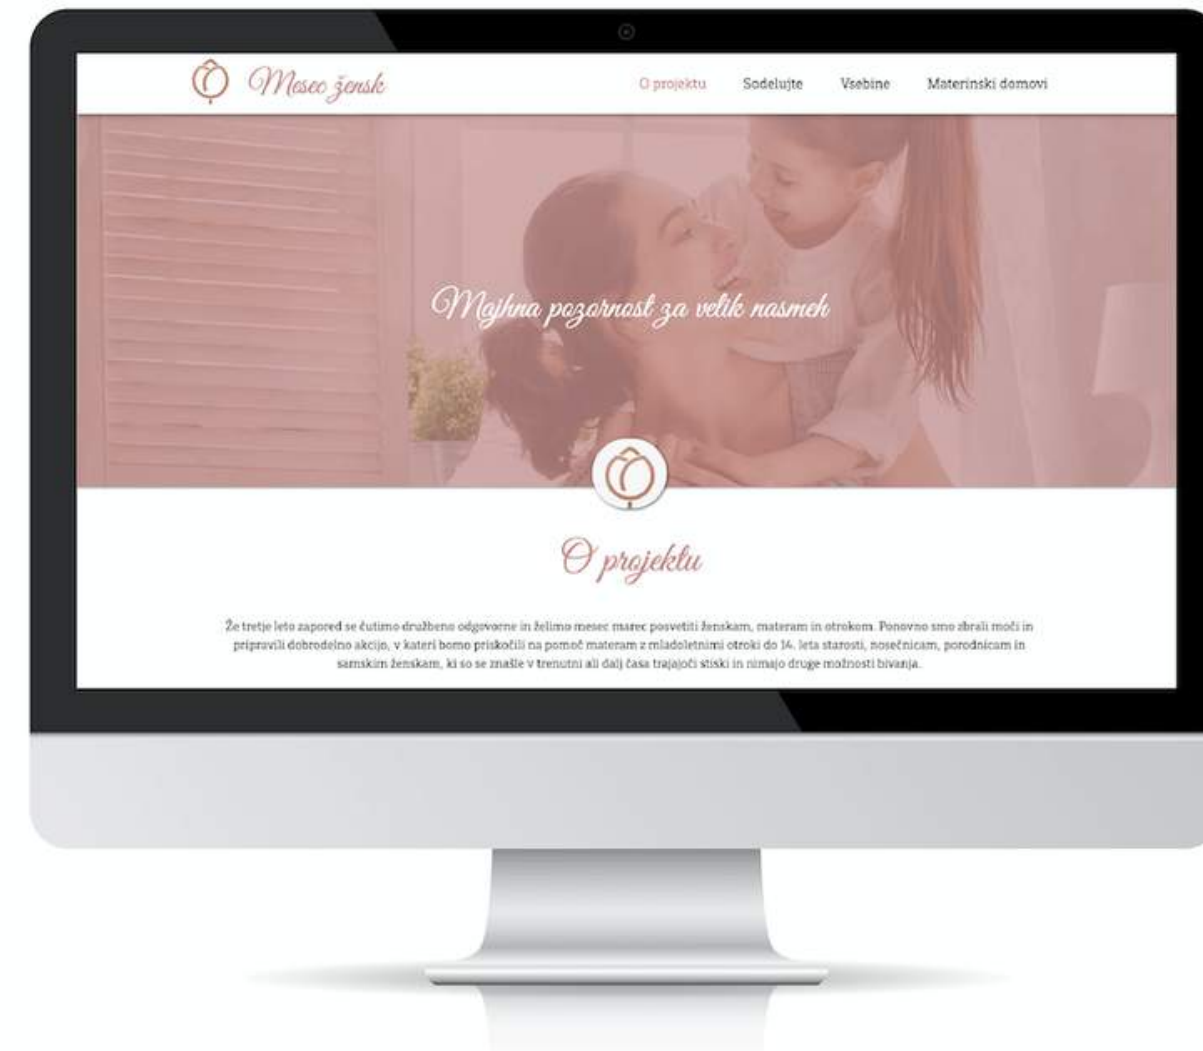 Mesec žensk
O projektu Sodelujte Vsebine Materinski domovi
Majhna pozornost za velik nasmeh
O projektu
Že tretje leto zapored se čutimo družbeno odgovorne in želimo mesec marec posvetiti ženskam, materam in otrokom. Ponovno smo zbrali moči in
pripravili dobrodelno akcijo, v kateri bomo priskočili na pomoč materam z mladoletnimi otroki do 14. leta starosti, nosečnicam, porodnicam in
samskim ženskam, ki so se znašle v trenutni ali dalj časa trajajoči stiski in nimajo druge možnosti bivanja.